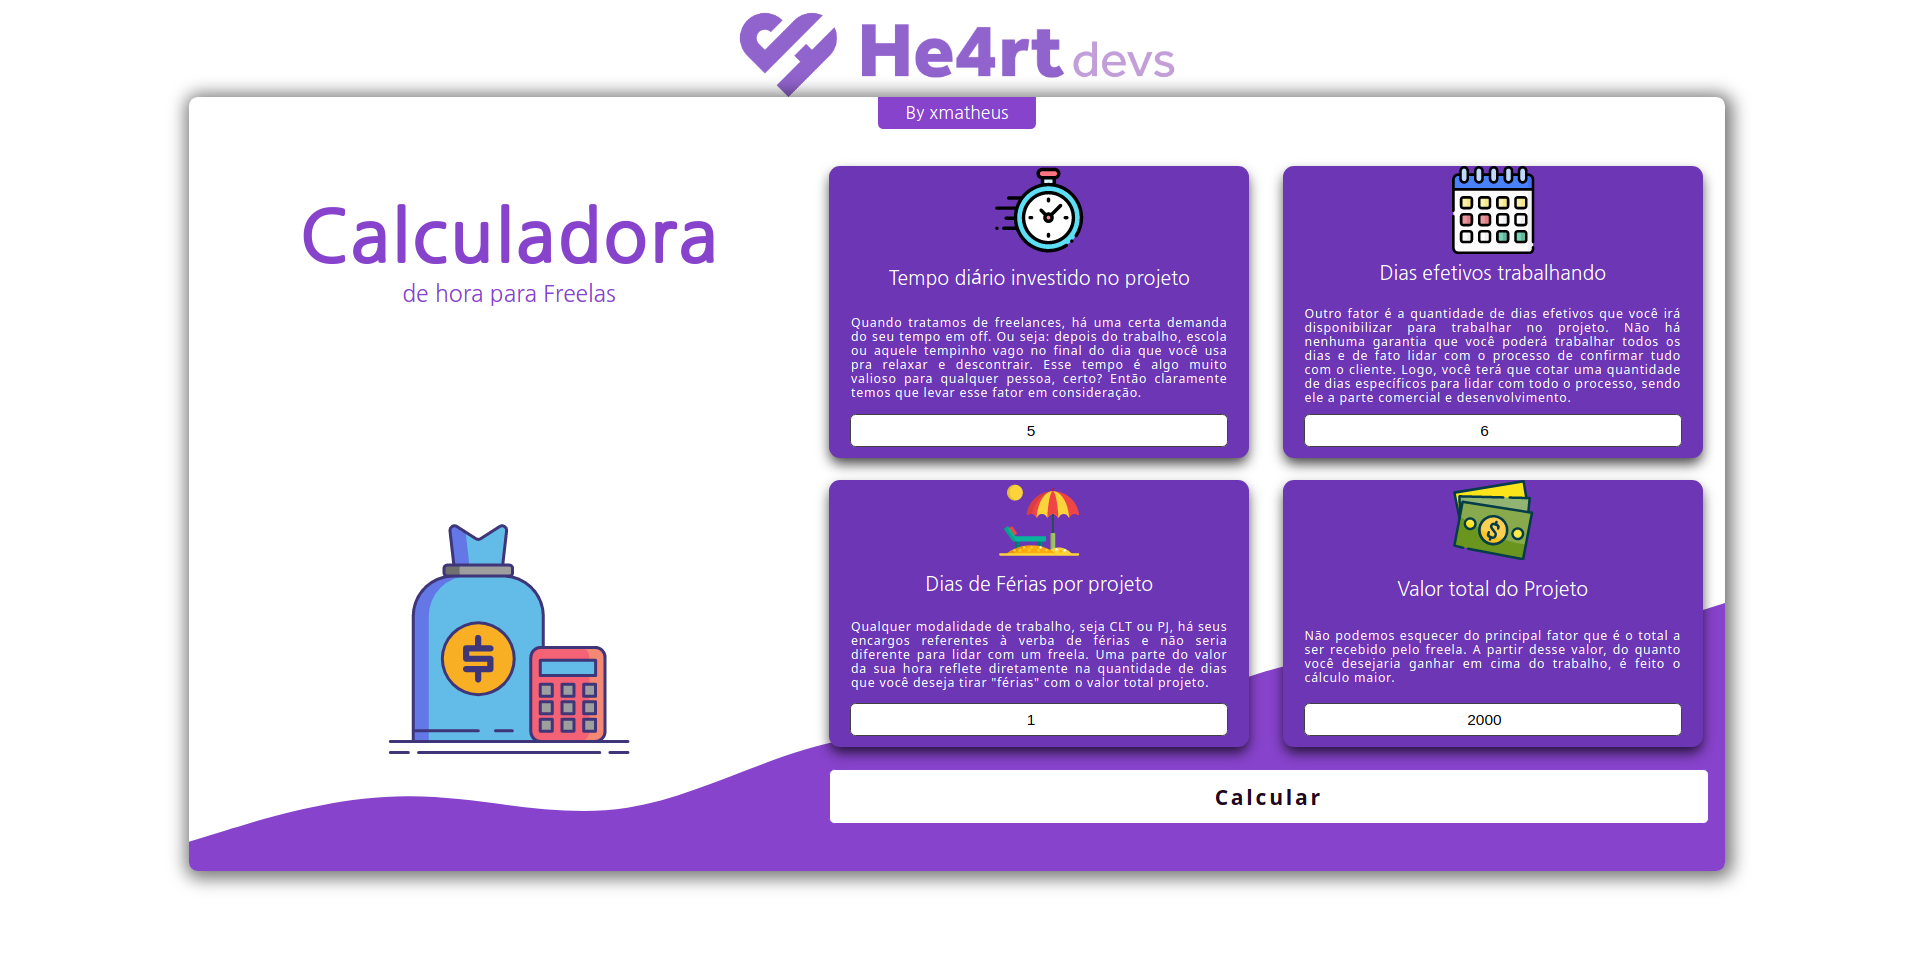 He4rt devs
By xmatheus
Calculadora
de hora para Freelas
Tempo diário investido no projeto
Quando tratamos de freelances, há uma certa demanda
do seu tempo em off. Ou seja: depois do trabalho, escola
ou aquele tempinho vago no final do dia que você usa
pra relaxar e descontrair. Esse tempo é algo muito
valioso para qualquer pessoa, certo? Então claramente
temos que levar esse fator em consideração.
5
Dias efetivos trabalhando
Outro fator é a quantidade de dias efetivos que você irá
disponibilizar para trabalhar no projeto. Não há
nenhuma garantia que você poderá trabalhar todos os
dias e de fato lidar com o processo de confirmar tudo
com o cliente. Logo, você terá que cotar uma quantidade
de dias específicos para lidar com todo o processo, sendo
ele a parte comercial e desenvolvimento.
6
Dias de Férias por projeto
Qualquer modalidade de trabalho, seja CLT ou PJ, há seus
encargos referentes à verba de férias e não seria
diferente para lidar com um freela. Uma parte do valor
da sua hora reflete diretamente na quantidade de dias
que você deseja tirar "férias" com o valor total projeto.
1
Valor total do Projeto
Não podemos esquecer do principal fator que é o total a
ser recebido pelo freela. A partir desse valor, do quanto
você desejaria ganhar em cima do trabalho, é feito o
cálculo maior.
2000
Calcular